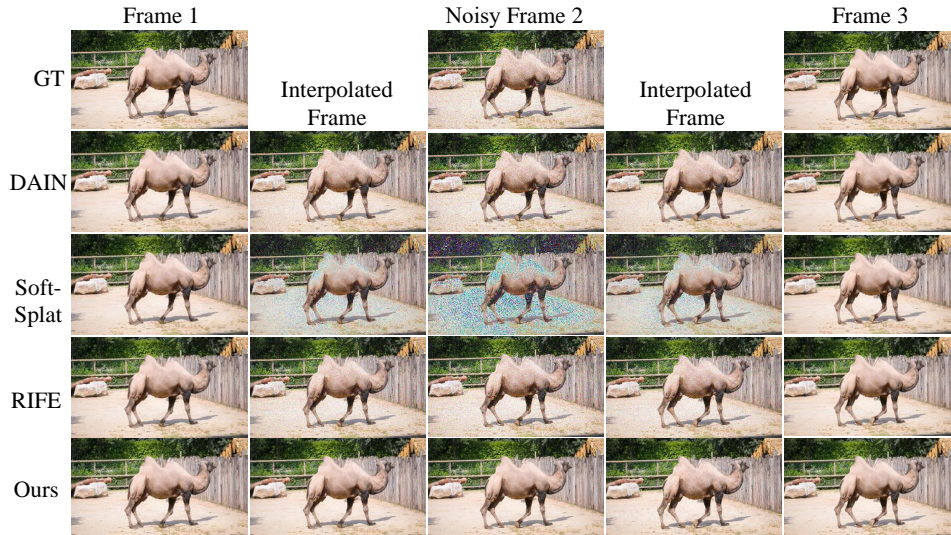 Frame 1
Noisy Frame 2
Frame 3
GT
Interpolated
Frame
Interpolated
Frame
DAIN
Soft-
Splat
RIFE
Ours